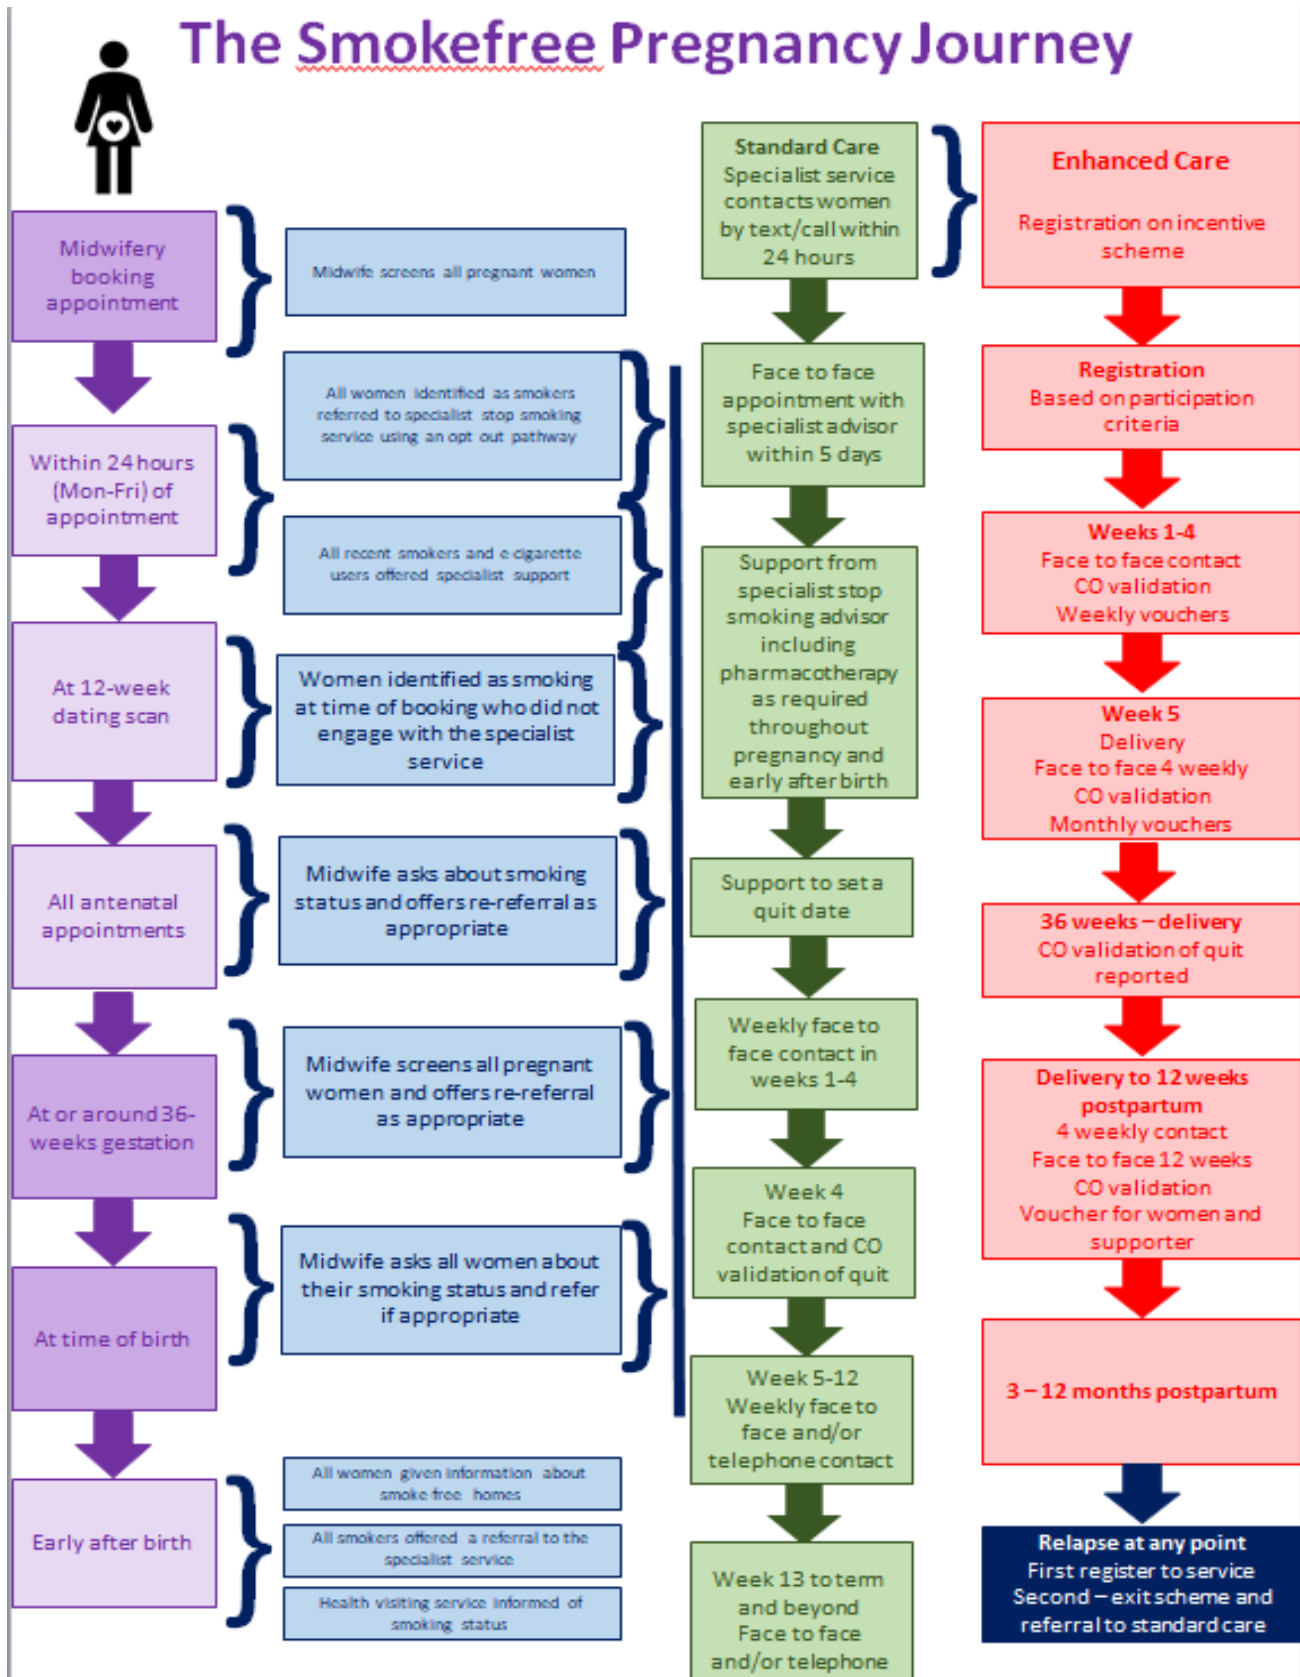 The Smokefree Pregnancy Journey
Midwifery
booking
appointment
Midwife screens all pregnant women
Within 24 hours
(Mon-Fri) of
appointment
All women identified as smokers
referred to specialist stop smoking
service using an opt out pathway
All recent smokers and e-cigarette
users offered specialist support
At 12-week
dating scan
Women identified as smoking
at time of booking who did not
engage with the specialist
service
All antenatal
appointments
Midwife asks about smoking
status and offers re-referral as
appropriate
At or around 36-
weeks gestation
Midwife screens all pregnant
women and offers re-referral
as appropriate
At time of birth
Midwife asks all women about
their smoking status and refer
if appropriate
Early after birth
All women given information about
smoke-free homes
All smokers offered a referral to the
specialist service
Health visiting service informed of
smoking status
Standard Care
Specialist service
contacts women
by text/call within
24 hours
Face to face
appointment with
specialist advisor
within 5 days
Support from
specialist stop
smoking advisor
including
pharmacotherapy
as required
throughout
pregnancy and
early after birth
Support to set a
quit date
Weekly face to
face contact in
weeks 1-4
Week 4
Face to face
contact and CO
validation of quit
Week 5-12
Weekly face to
face and/or
telephone contact
Week 13 to term
and beyond
Face to face
and/or telephone
Enhanced Care
Registration on incentive
scheme
Registration
Based on participation
criteria
Weeks 1-4
Face to face contact
CO validation
Weekly vouchers
Week 5
Delivery
Face to face 4 weekly
CO validation
Monthly vouchers
36 weeks – delivery
CO validation of quit
reported
Delivery to 12 weeks
postpartum
4 weekly contact
Face to face 12 weeks
CO validation
Voucher for women and
supporter
3 – 12 months postpartum
Relapse at any point
First register to service
Second – exit scheme and
referral to standard care